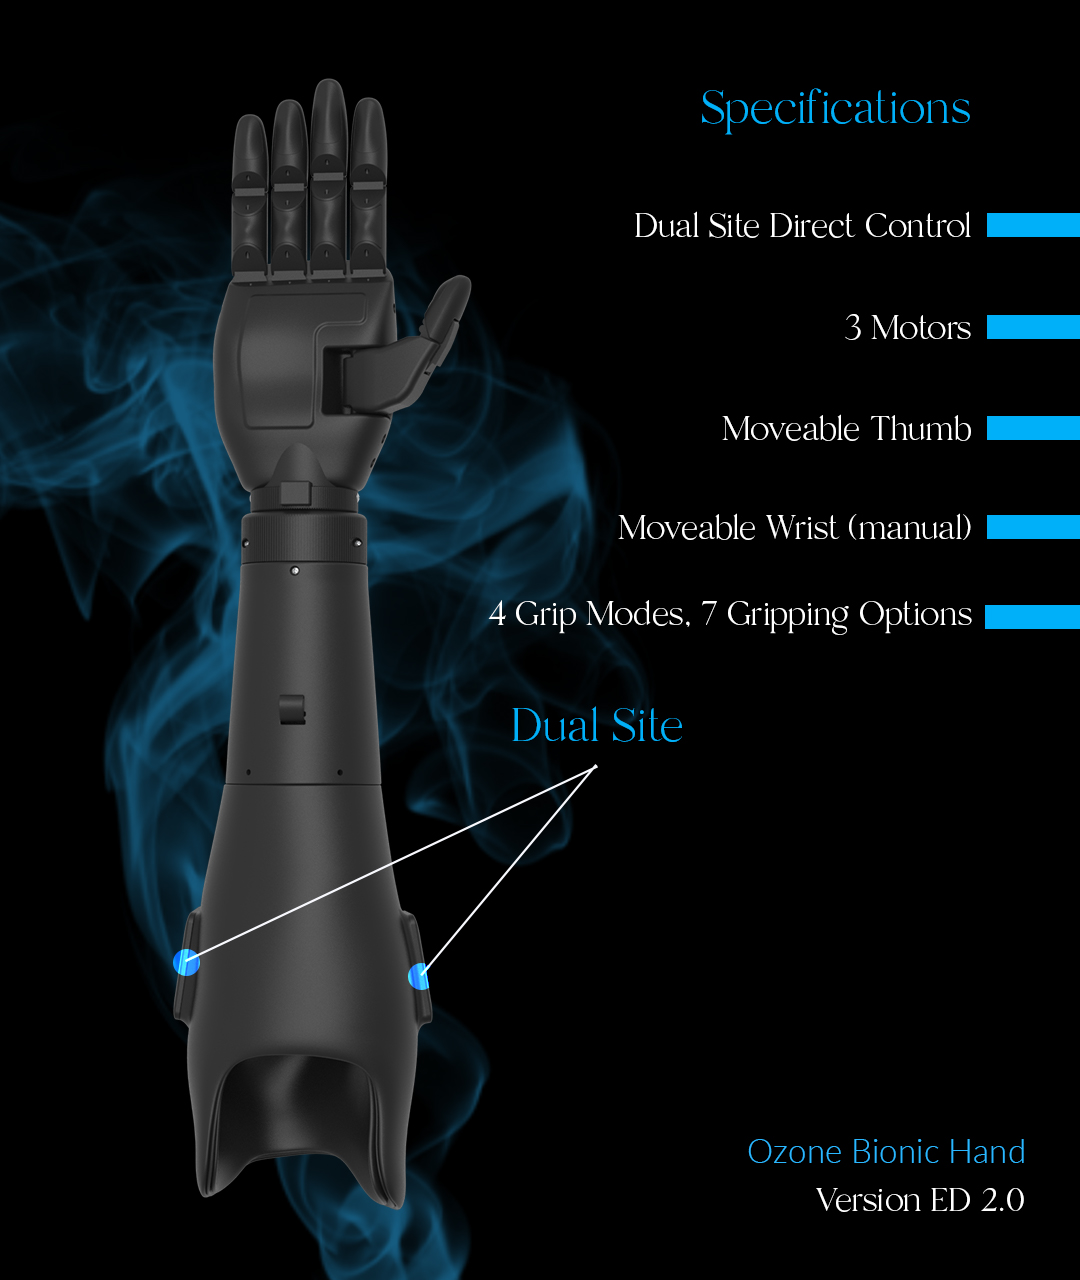 Specifications
Dual Site Direct Control
3 Motors
Moveable Thumb
Moveable Wrist (manual)
4 Grip Modes, 7 Gripping Options
Dual Site
Ozone Bionic Hand
Version ED 2.0